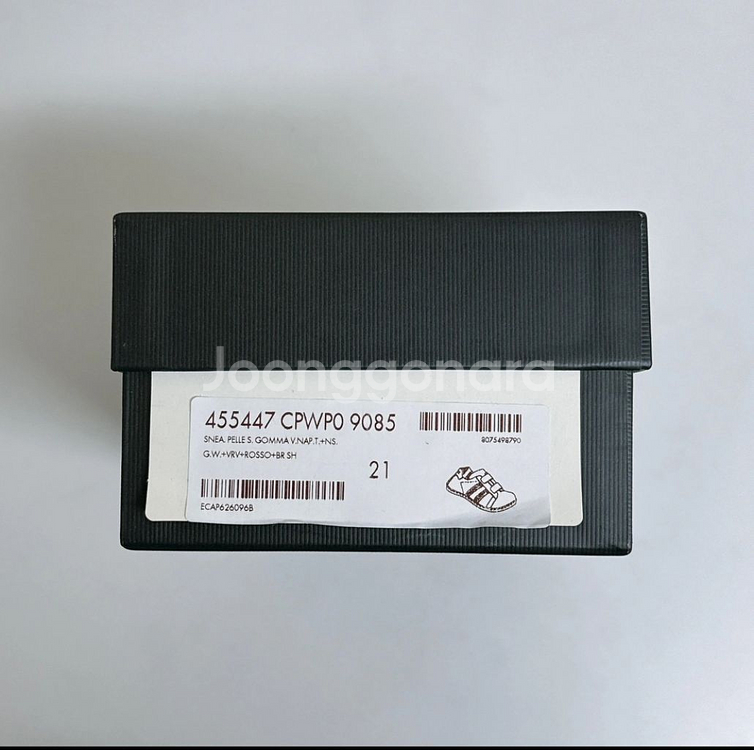 Joonggonara
455447 CPWP0 9085
8075498790
SNEA. PELLE S. GOMMA V.NAP.T.+NS.
G.W.+VRV+ROSSO+BR SH
21
ECAP626096B